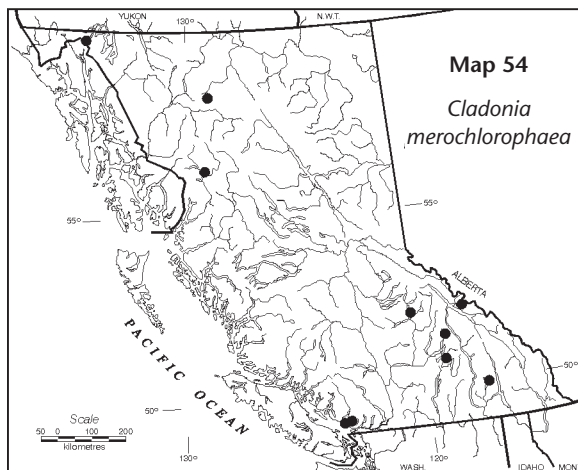 YUKON
130°
N.W.T.
Map 54
Cladonia
merochlorophaea
55°
55°
ALBERTA
PACIFIC OCEAN
50°
50°
Scale
50 0 100 200
kilometres
130°
120°
WASH.
IDAHO
MONT